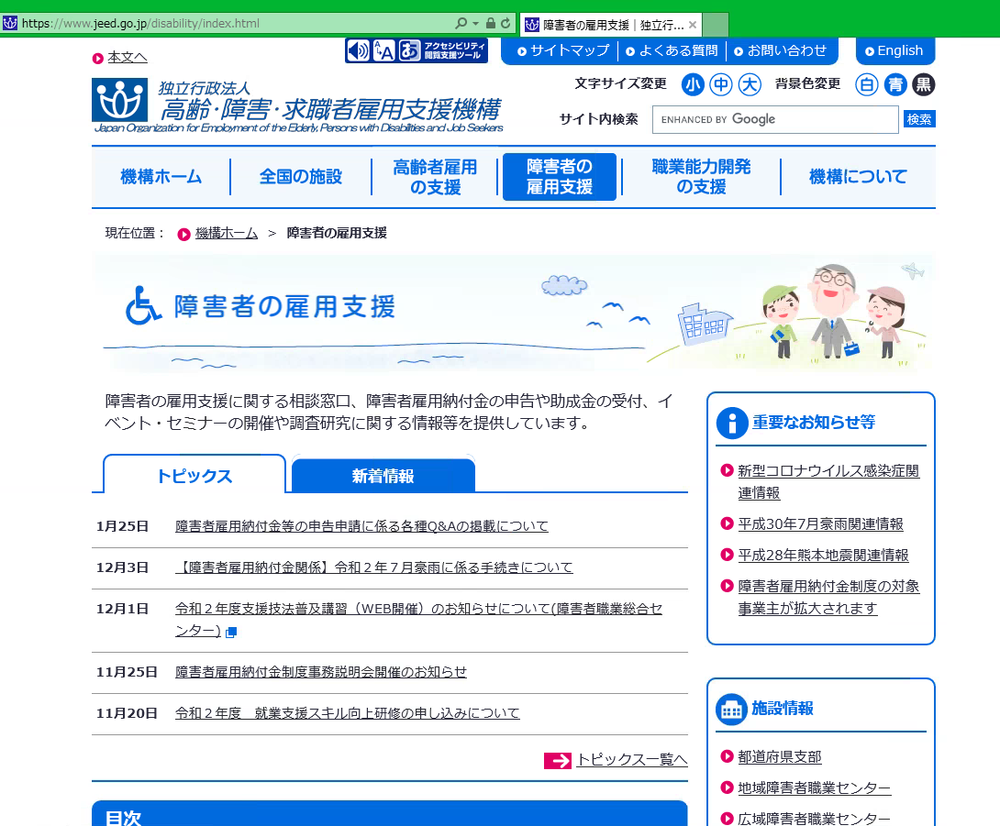 https://www.jeed.go.jp/disability/index.html
障害者の雇用支援｜独立行...
本文へ
アクセシビリティ
閲覧支援ツール
サイトマップ
よくある質問
お問い合わせ
English
文字サイズ変更 小 中 大 背景色変更 白 青 黒
独立行政法人
高齢・障害・求職者雇用支援機構
Japan Organization for Employment of the Elderly, Persons with Disabilities and Job Seekers
サイト内検索 ENHANCED BY Google 検索
機構ホーム
全国の施設
高齢者雇用
の支援
障害者の
雇用支援
職業能力開発
の支援
機構について
現在位置： 機構ホーム > 障害者の雇用支援
障害者の雇用支援
障害者の雇用支援に関する相談窓口、障害者雇用納付金の申告や助成金の受付、イ
ベント・セミナーの開催や調査研究に関する情報等を提供しています。
トピックス
新着情報
1月25日 障害者雇用納付金等の申告申請に係る各種Q&Aの掲載について
12月3日 【障害者雇用納付金関係】令和２年７月豪雨に係る手続きについて
12月1日 令和２年度支援技法普及講習（WEB開催）のお知らせについて(障害者職業総合セ
ンター)
11月25日 障害者雇用納付金制度事務説明会開催のお知らせ
11月20日 令和２年度　就業支援スキル向上研修の申し込みについて
トピックス一覧へ
目次
重要なお知らせ等
新型コロナウイルス感染症関
連情報
平成30年7月豪雨関連情報
平成28年熊本地震関連情報
障害者雇用納付金制度の対象
事業主が拡大されます
施設情報
都道府県支部
地域障害者職業センター
広域障害者職業センター